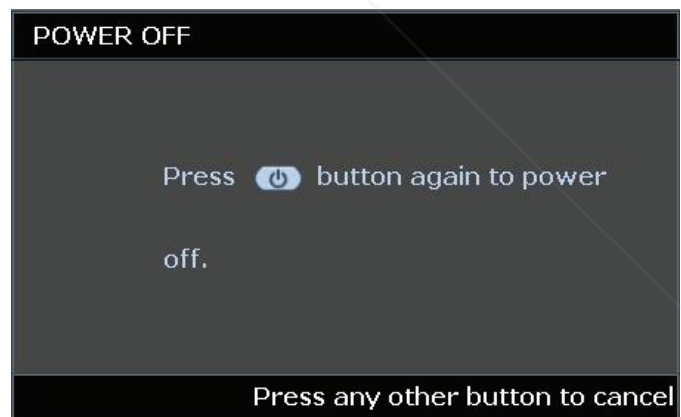 POWER OFF
Press button again to power
off.
Press any other button to cancel